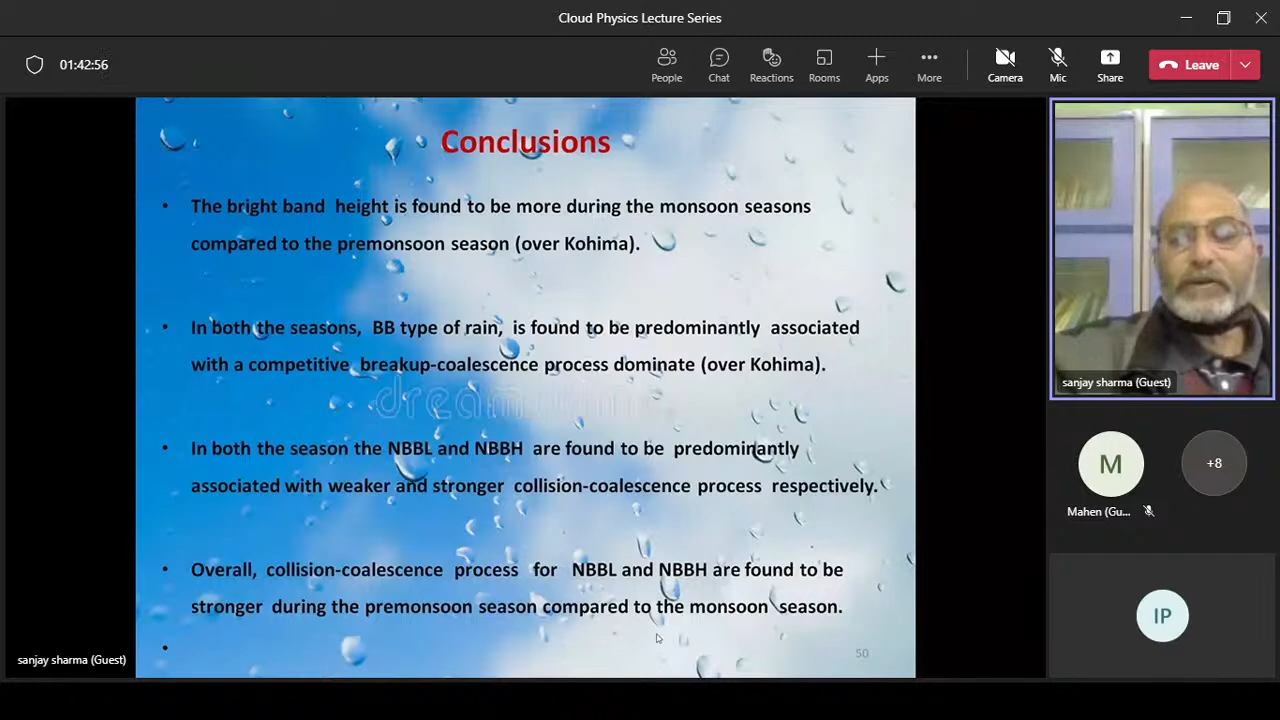 Cloud Physics Lecture Series
01:42:56
People
Chat
Reactions
Rooms
Apps
More
Camera
Mic
Share
Leave
Conclusions
• The bright band height is found to be more during the monsoon seasons
compared to the premonsoon season (over Kohima).
• In both the seasons, BB type of rain, is found to be predominantly associated
with a competitive breakup-coalescence process dominate (over Kohima).
• In both the season the NBBL and NBBH are found to be predominantly
associated with weaker and stronger collision-coalescence process respectively.
• Overall, collision-coalescence process for NBBL and NBBH are found to be
stronger during the premonsoon season compared to the monsoon season.
•
50
sanjay sharma (Guest)
sanjay sharma (Guest)
M
+8
Mahen (Gu...
IP